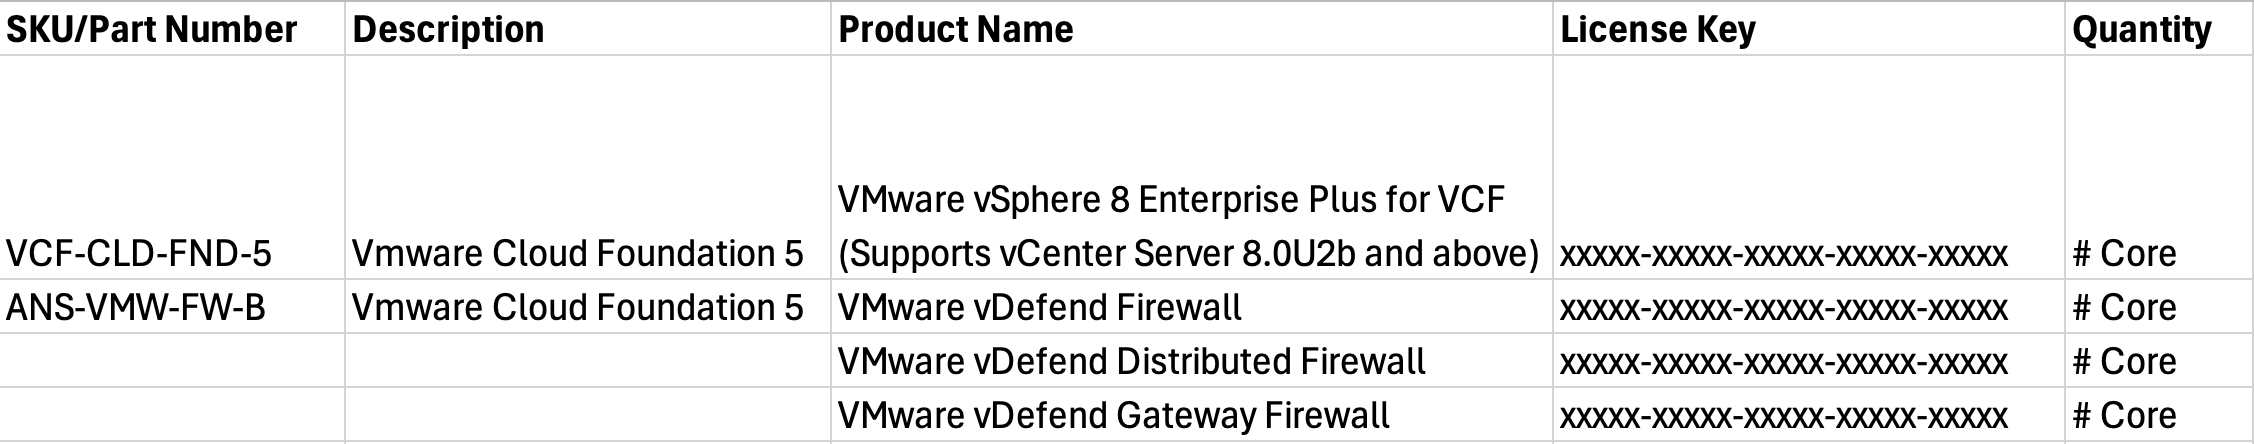 SKU/Part Number Description Product Name License Key Quantity
VMware vSphere 8 Enterprise Plus for VCF
VCF-CLD-FND-5 Vmware Cloud Foundation 5 (Supports vCenter Server 8.0U2b and above) xxxxx-xxxxx-xxxxx-xxxxx-xxxxx # Core
ANS-VMW-FW-B Vmware Cloud Foundation 5 VMware vDefend Firewall xxxxx-xxxxx-xxxxx-xxxxx-xxxxx # Core
VMware vDefend Distributed Firewall xxxxx-xxxxx-xxxxx-xxxxx-xxxxx # Core
VMware vDefend Gateway Firewall xxxxx-xxxxx-xxxxx-xxxxx-xxxxx # Core